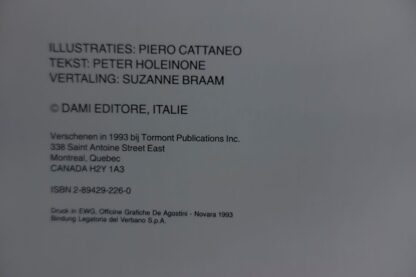 ILLUSTRATIES: PIERO CATTANEO
TEKST: PETER HOLEINONE
VERTALING: SUZANNE BRAAM
© DAMI EDITORE, ITALIE
Verschenen in 1993 bij Tormont Publications Inc.
338 Saint Antoine Street East
Montreal, Quebec
CANADA H2Y 1A3
ISBN 2-89429-226-0
Druck in EWG, Officine Grafiche De Agostini - Novara 1993
Bindung Legatoria del Verbano S.p.A.